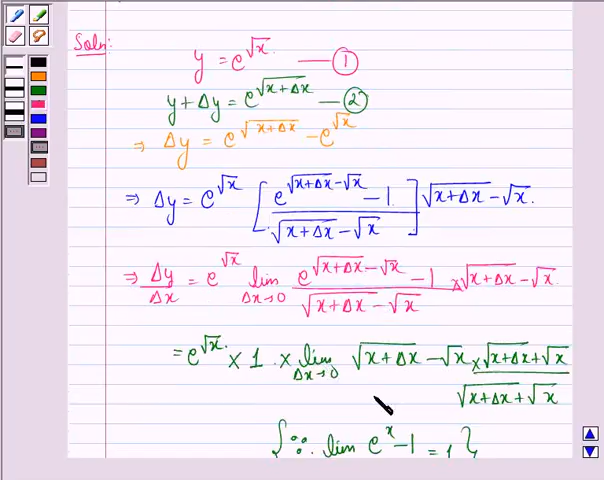 Soln:
y = e^√x. —— ①
y + Δy = e^√(x+Δx) — ②
⇒ Δy = e^√(x+Δx) − e^√x
⇒ Δy = e^√x [ (e^(√(x+Δx) − √x) − 1) / (√(x+Δx) − √x) ] √(x+Δx) − √x.
⇒ Δy/Δx = e^√x lim Δx→0 (e^(√(x+Δx) − √x) − 1) / (√(x+Δx) − √x) × √(x+Δx) − √x
= e^√x. × 1 . × lim Δx→0 √(x+Δx) − √x × (√(x+Δx) + √x) / (√(x+Δx) + √x)
{ ∵ lim e^x − 1 = 1 }